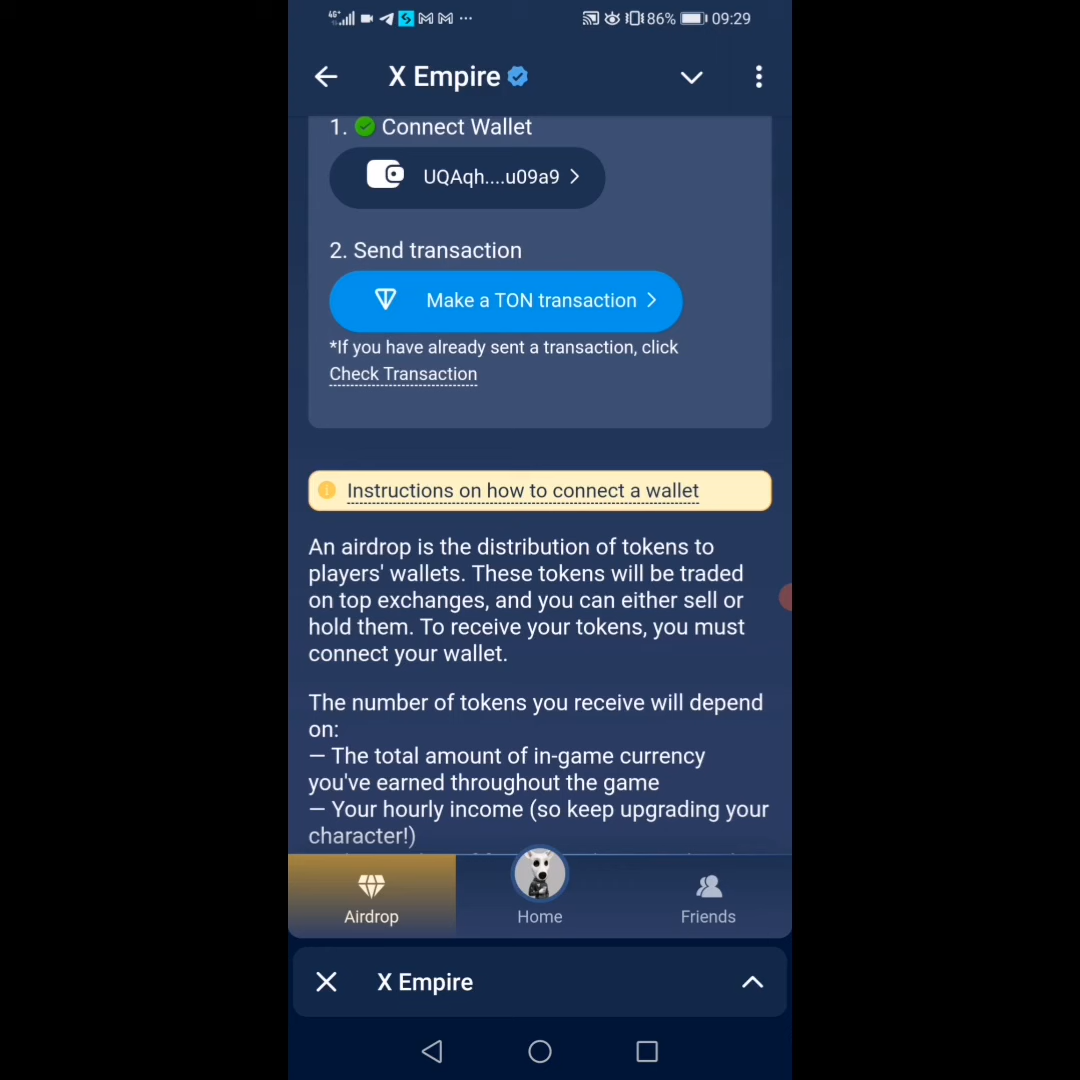 4G 86% 09:29
X Empire
1. Connect Wallet
UQAqh....u09a9
2. Send transaction
Make a TON transaction
*If you have already sent a transaction, click
Check Transaction
Instructions on how to connect a wallet
An airdrop is the distribution of tokens to
players' wallets. These tokens will be traded
on top exchanges, and you can either sell or
hold them. To receive your tokens, you must
connect your wallet.
The number of tokens you receive will depend
on:
— The total amount of in-game currency
you've earned throughout the game
— Your hourly income (so keep upgrading your
character!)
Airdrop
Home
Friends
X Empire